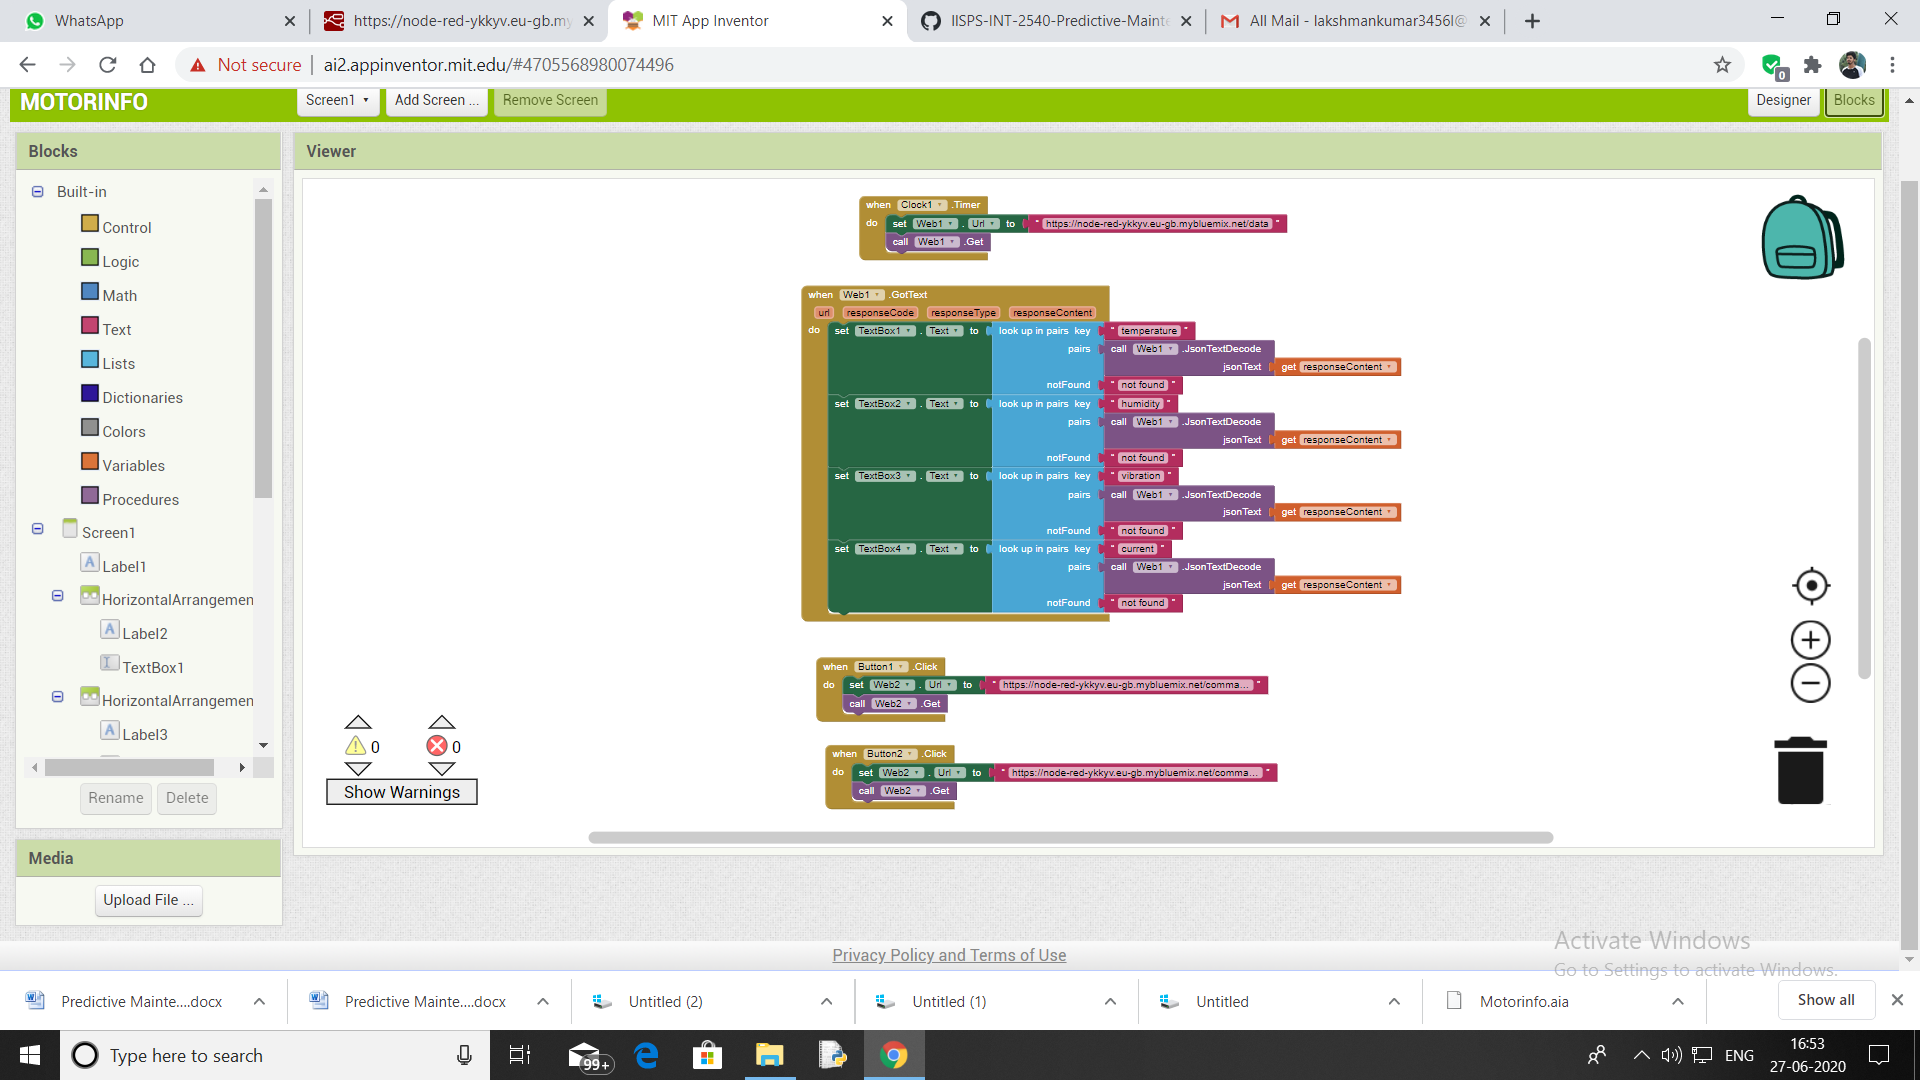 WhatsApp
https://node-red-ykkyv.eu-gb.my
MIT App Inventor
IISPS-INT-2540-Predictive-Mainte
All Mail - lakshmankumar3456l@
Not secure
ai2.appinventor.mit.edu/#4705568980074496
0
MOTORINFO
Screen1
Add Screen ...
Remove Screen
Designer
Blocks
Blocks
Viewer
Built-in
Control
Logic
Math
Text
Lists
Dictionaries
Colors
Variables
Procedures
Screen1
Label1
HorizontalArrangemen
Label2
TextBox1
HorizontalArrangemen
Label3
Rename
Delete
Media
Upload File ...
when Clock1 .Timer
do set Web1 . Url to " https://node-red-ykkyv.eu-gb.mybluemix.net/data "
call Web1 .Get
when Web1 .GotText
url responseCode responseType responseContent
do set TextBox1 . Text to look up in pairs key " temperature "
pairs call Web1 .JsonTextDecode
jsonText get responseContent
notFound " not found "
set TextBox2 . Text to look up in pairs key " humidity "
pairs call Web1 .JsonTextDecode
jsonText get responseContent
notFound " not found "
set TextBox3 . Text to look up in pairs key " vibration "
pairs call Web1 .JsonTextDecode
jsonText get responseContent
notFound " not found "
set TextBox4 . Text to look up in pairs key " current "
pairs call Web1 .JsonTextDecode
jsonText get responseContent
notFound " not found "
when Button1 .Click
do set Web2 . Url to " https://node-red-ykkyv.eu-gb.mybluemix.net/comma... "
call Web2 .Get
when Button2 .Click
do set Web2 . Url to " https://node-red-ykkyv.eu-gb.mybluemix.net/comma... "
call Web2 .Get
0 0
Show Warnings
Privacy Policy and Terms of Use
Activate Windows
Go to Settings to activate Windows.
Predictive Mainte....docx
Predictive Mainte....docx
Untitled (2)
Untitled (1)
Untitled
Motorinfo.aia
Show all
Type here to search
99+
ENG
16:53
27-06-2020